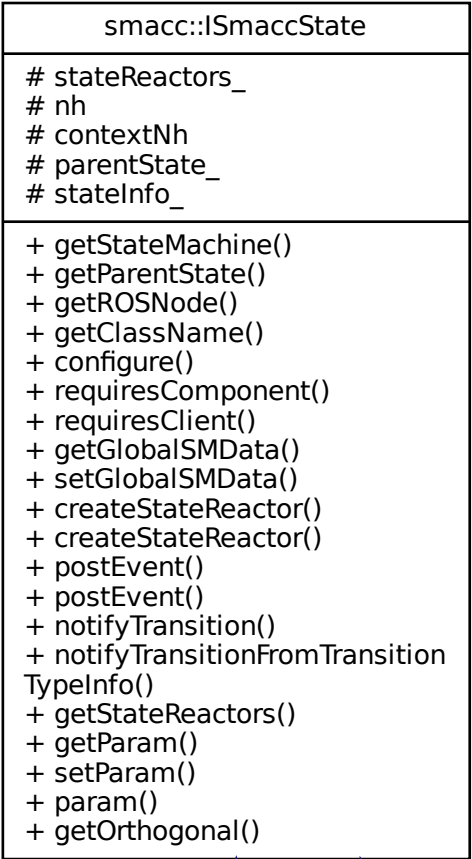 smacc::ISmaccState
# stateReactors_
# nh
# contextNh
# parentState_
# stateInfo_
+ getStateMachine()
+ getParentState()
+ getROSNode()
+ getClassName()
+ configure()
+ requiresComponent()
+ requiresClient()
+ getGlobalSMData()
+ setGlobalSMData()
+ createStateReactor()
+ createStateReactor()
+ postEvent()
+ postEvent()
+ notifyTransition()
+ notifyTransitionFromTransition
TypeInfo()
+ getStateReactors()
+ getParam()
+ setParam()
+ param()
+ getOrthogonal()